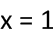 x = 1